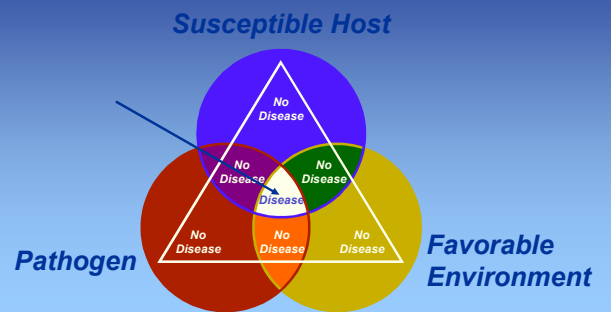 Susceptible Host
No
Disease
No
Disease
No
Disease
Disease
No
Disease
No
Disease
No
Disease
Pathogen
Favorable
Environment